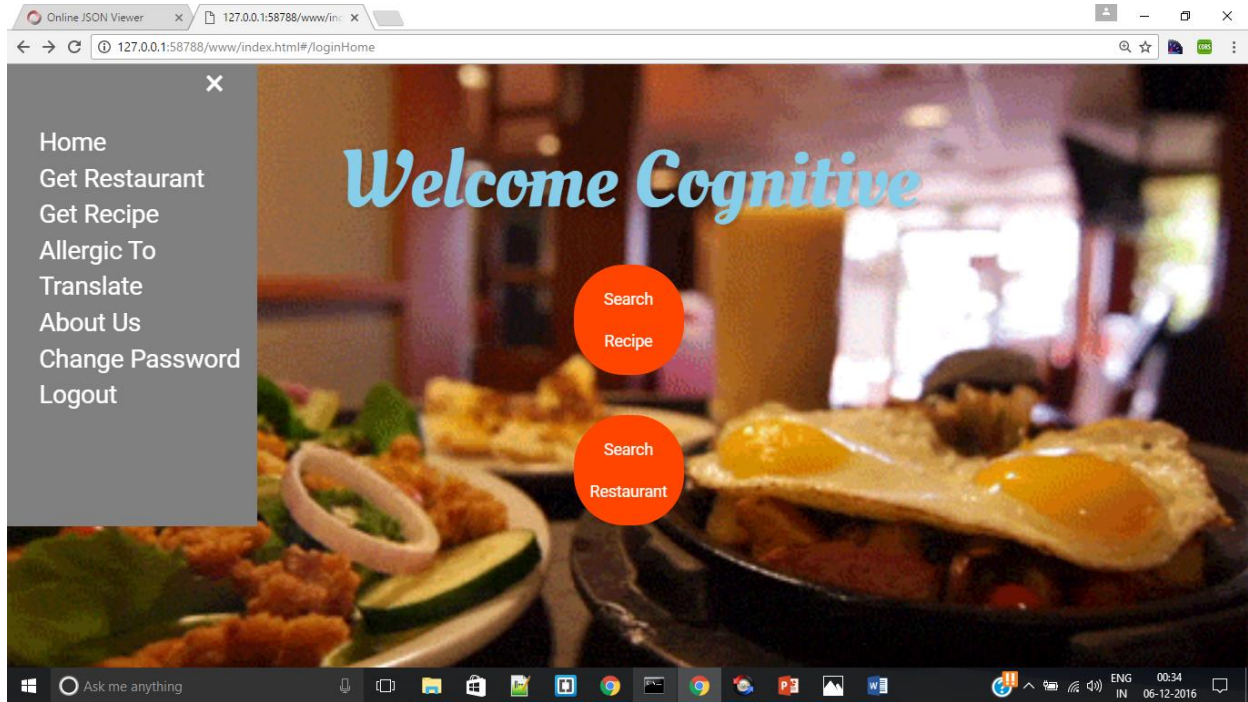 Online JSON Viewer
127.0.0.1:58788/www/inc
127.0.0.1:58788/www/index.html#/loginHome
CORS
Home
Get Restaurant
Get Recipe
Allergic To
Translate
About Us
Change Password
Logout
Welcome Cognitive
Search
Recipe
Search
Restaurant
Ask me anything
ENG
IN
00:34
06-12-2016